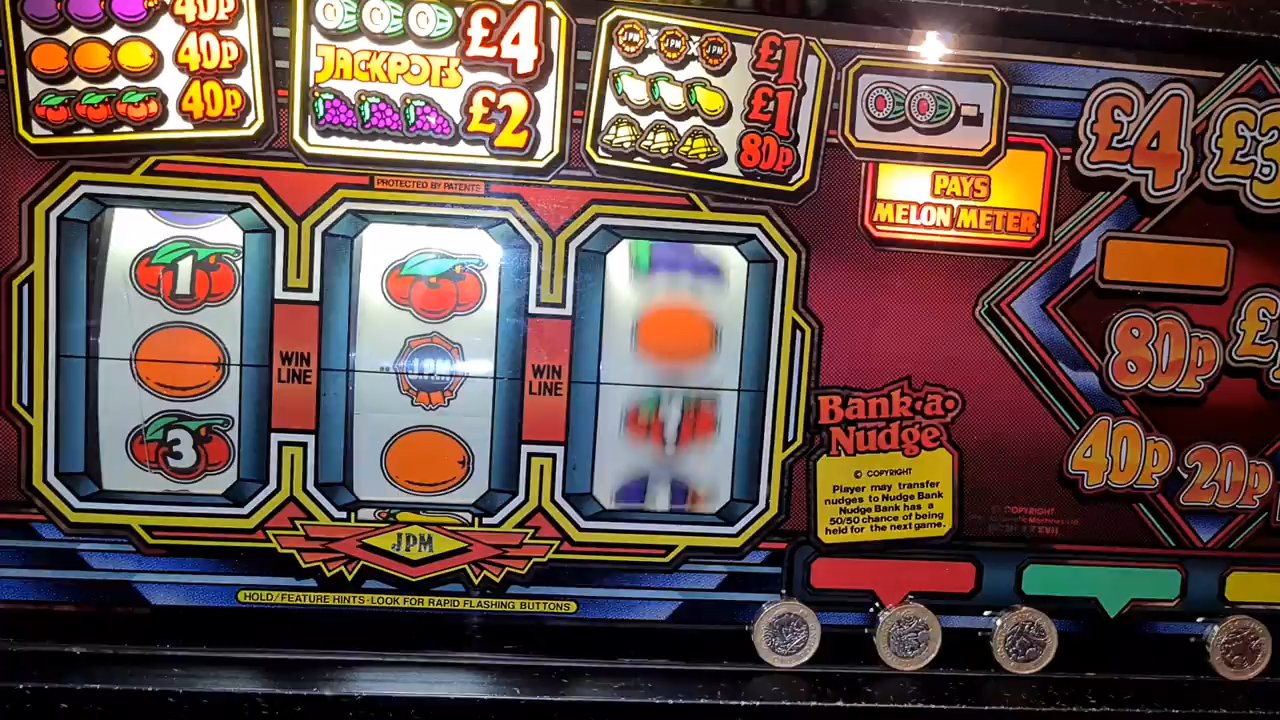 40p
40p
40p
£4
JACKPOTS
£2
JPM X JPM X JPM £1
£1
80p
PAYS
MELON METER
£4 £3
80p £
40p 20p
PROTECTED BY PATENTS
1
3
JPM
WIN
LINE
WIN
LINE
Bank·a·
Nudge
© COPYRIGHT
Player may transfer
nudges to Nudge Bank
Nudge Bank has a
50/50 chance of being
held for the next game.
© COPYRIGHT
JPM
HOLD/FEATURE HINTS-LOOK FOR RAPID FLASHING BUTTONS